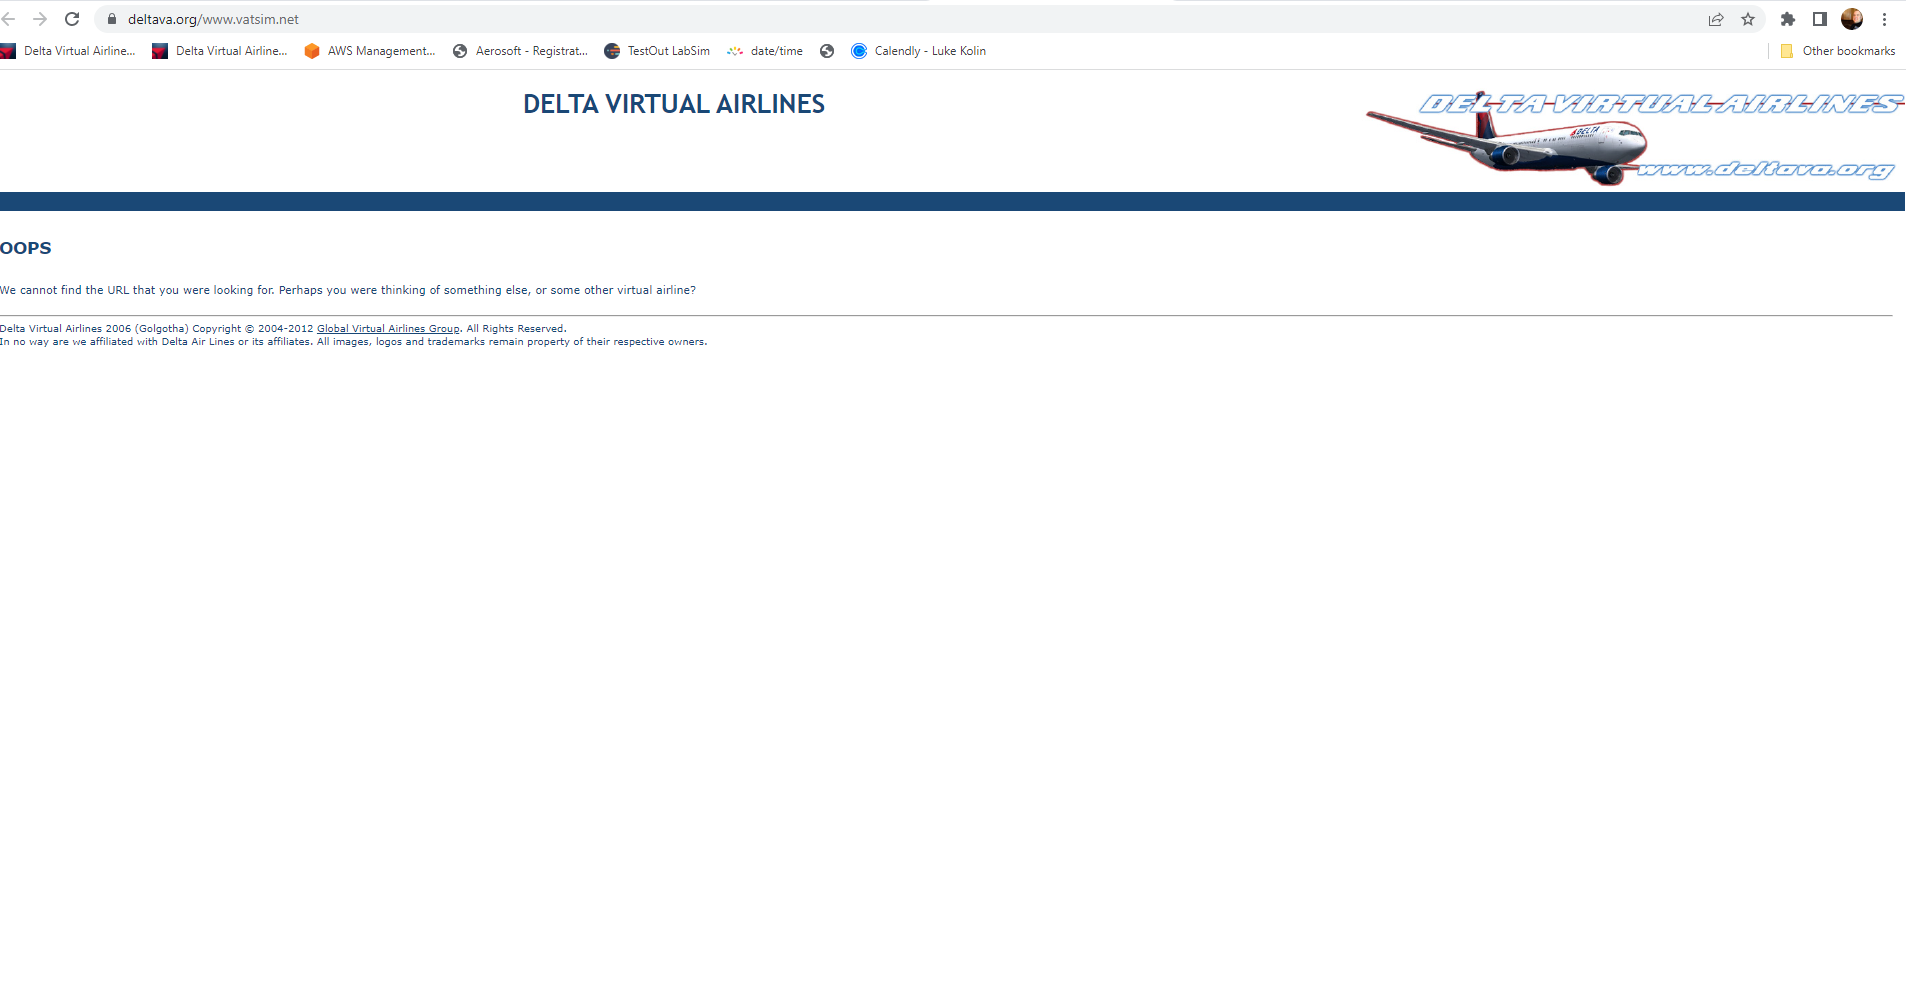 deltava.org/www.vatsim.net
Delta Virtual Airline... Delta Virtual Airline... AWS Management... Aerosoft - Registrat... TestOut LabSim date/time Calendly - Luke Kolin Other bookmarks
DELTA VIRTUAL AIRLINES
DELTA VIRTUAL AIRLINES
DELTA
www.deltava.org
OOPS
We cannot find the URL that you were looking for. Perhaps you were thinking of something else, or some other virtual airline?
Delta Virtual Airlines 2006 (Golgotha) Copyright © 2004-2012 Global Virtual Airlines Group. All Rights Reserved.
In no way are we affiliated with Delta Air Lines or its affiliates. All images, logos and trademarks remain property of their respective owners.